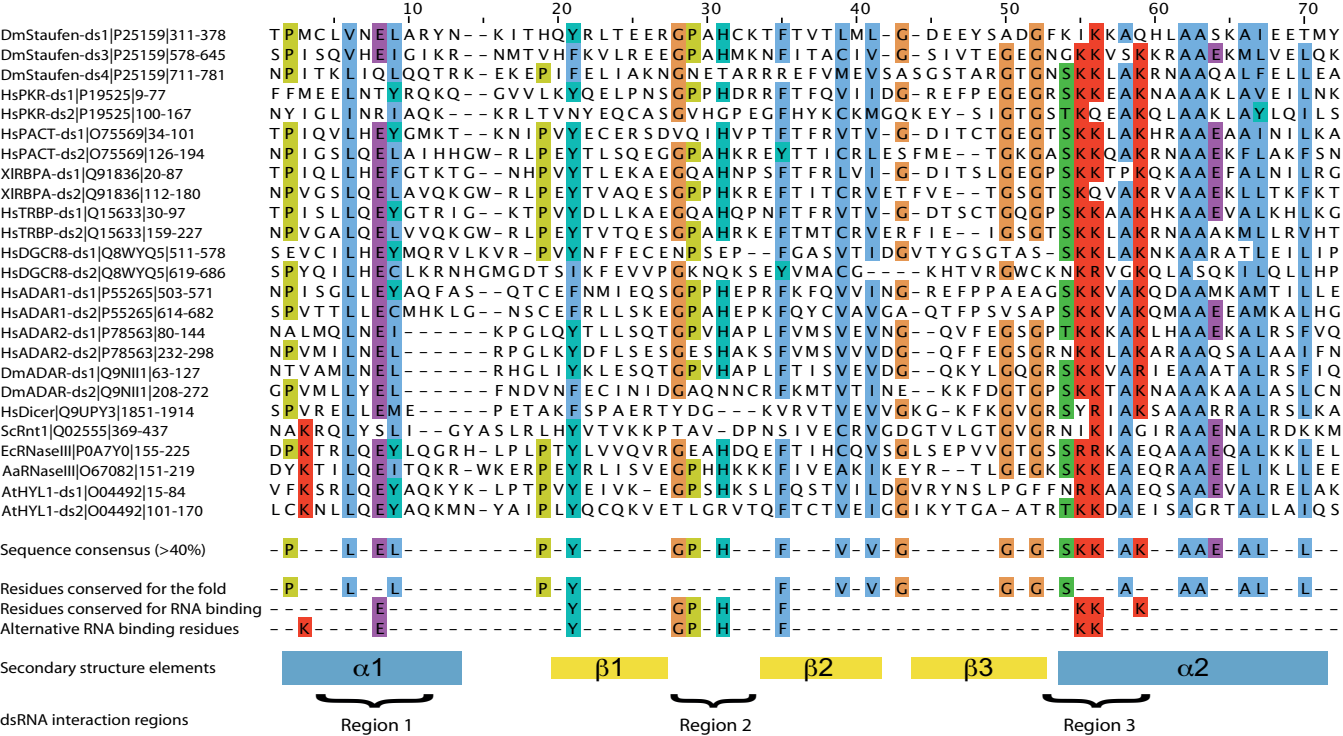 10 20 30 40 50 60 70
DmStaufen-ds1|P25159|311-378 TPMCLVNELARYN--KITHQYRLTEERGPAHCKTFTVTLML-G-DEEYSADGFKIKKAQHLAASKAIEETMY
DmStaufen-ds3|P25159|578-645 SPISQVHEIGIKR--NMTVHFKVLREEGPAHMKNFITACIV-G-SIVTEGEGNGKKVSKKRAAEKMLVELQK
DmStaufen-ds4|P25159|711-781 NPITKLIQLQQTRK-EKEPIFELIAKNGNETARRREFVMEVSASGSTARGTGNSKKLAKRNAAQALFELLEA
HsPKR-ds1|P19525|9-77 FFMEELNTYRQKQ--GVVLKYQELPNSGPPHDRRFTFQVIIDG-REFPEGEGRSKKEAKNAAAKLAVEILNK
HsPKR-ds2|P19525|100-167 NYIGLINRIAQK---KRLTVNYEQCASGVHGPEGFHYKCKMGQKEY-SIGTGSTKQEAKQLAAKLAYLQILS
HsPACT-ds1|O75569|34-101 TPIQVLHEYGMKT--KNIPVYECERSDVQIHVPTFTFRVTV-G-DITCTGEGTSKKLAKHRAAEAAINILKA
HsPACT-ds2|O75569|126-194 NPIGSLQELAIHHGW-RLPEYTLSQEGGPAHKREYTTICRLESFME--TGKGASKKQAKRNAAEKFLAKFSN
XIRBPA-ds1|Q91836|20-87 TPIQLLHEFGTKTG--NHPVYTLEKAEGQAHNPSFTFRLVI-G-DITSLGEGPSKKTPKQKAAEFALNILRG
XIRBPA-ds2|Q91836|112-180 NPVGSLQELAVQKGW-RLPEYTVAQESGPPHKREFTITCRVETFVE--TGSGTSKQVAKRVAAEKLLTKFKT
HsTRBP-ds1|Q15633|30-97 TPISLLQEYGTRIG--KTPVYDLLKAEGQAHQPNFTFRVTV-G-DTSCTGQGPSKKAAKHKAAEVALKHLKG
HsTRBP-ds2|Q15633|159-227 NPVGALQELVVQKGW-RLPEYTVTQESGPAHRKEFTMTCRVERFIE--IGSGTSKKLAKRNAAAKMLLRVHT
HsDGCR8-ds1|Q8WYQ5|511-578 SEVCILHEYMQRVLKVR-PVYNFFECENPSEP--FGASVTIDGVTYGSGTAS-SKKLAKNKAARATLEILIP
HsDGCR8-ds2|Q8WYQ5|619-686 SPYQILHECLKRNHGMGDTSIKFEVVPGKNQKSEYVMACG----KHTVRGWCKNKRVGKQLASQKILQLLHP
HsADAR1-ds1|P55265|503-571 NPISGLLEYAQFAS--QTCEFNMIEQSGPPHEPRFKFQVVING-REFPPAEAGSKKVAKQDAAMKAMTILLE
HsADAR1-ds2|P55265|614-682 SPVTTLLECMHKLG--NSCEFRLLSKEGPAHEPKFQYCVAVGA-QTFPSVSAPSKKVAKQMAAEEAMKALHG
HsADAR2-ds1|P78563|80-144 NALMQLNEI------KPGLQYTLLSQTGPVHAPLFVMSVEVNG--QVFEGSGPTKKKAKLHAAEKALRSFVQ
HsADAR2-ds2|P78563|232-298 NPVMILNEL------RPGLKYDFLSESGESHAKSFVMSVVVDG--QFFEGSGRNKKLAKARAAQSALAAIFN
DmADAR-ds1|Q9NII1|63-127 NTVAMLNEL------RHGLIYKLESQTGPVHAPLFTISVEVDG--QKYLGQGRSKKVARIEAAATALRSFIQ
DmADAR-ds2|Q9NII1|208-272 GPVMLLYEL------FNDVNFECINIDGAQNNCRFKMTVTINE--KKFDGTGRSKKTAKNAAAKAALASLCN
HsDicer|Q9UPY3|1851-1914 SPVRELLEME-----PETAKFSPAERTYDG---KVRVTVEVVGKG-KFKGVGRSYRIAKSAAARRALRSLKA
ScRnt1|Q02555|369-437 NAKRQLYSLI--GYASLRLHYVTVKKPTAV-DPNSIVECRVGDGTVLGTGVGRNIKIAGIRAAENALRDKKM
EcRNaseIII|P0A7Y0|155-225 DPKTRLQEYLQGRH-LPLPTYLVVQVRGEAHDQEFTIHCQVSGLSEPVVGTGSSRRKAEQAAAEQALKKLEL
AaRNaseIII|O67082|151-219 DYKTILQEITQKR-WKERPEYRLISVEGPHHKKKFIVEAKIKEYR--TLGEGKSKKEAEQRAAEELIKLLEE
AtHYL1-ds1|O04492|15-84 VFKSRLQEYAQKYK-LPTPVYEIVK-EGPSHKSLFQSTVILDGVRYNSLPGFFNRKAAEQSAAEVALRELAK
AtHYL1-ds2|O04492|101-170 LCKNLLQEYAQKMN-YAIPLYQCQKVETLGRVTQFTCTVEIGGIKYTGA-ATRTKKDAEISAGRTALLAIQS
Sequence consensus (>40%) -P---L-EL---------P-Y------GP-H---F---V-V-G------G-GSKK-AK--AAE-AL--L--
Residues conserved for the fold -P---L--L---------P-Y-------------F---V-V-G------G-GS---A---AA--AL--L--
Residues conserved for RNA binding -------E------------Y------GP-H---F-------------------KK--K------------
Alternative RNA binding residues --K----E------------Y------GP-H---F-------------------KK---------------
Secondary structure elements α1 β1 β2 β3 α2
dsRNA interaction regions Region 1 Region 2 Region 3